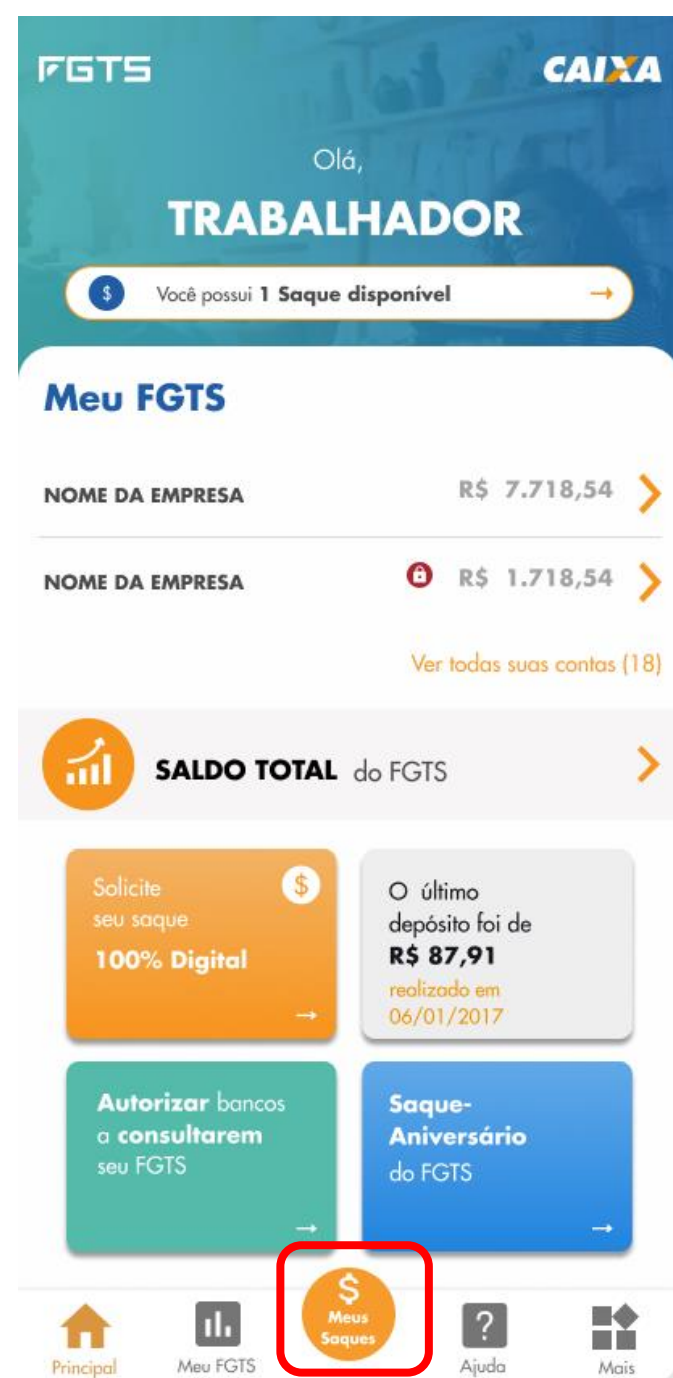 FGTS
CAIXA
Olá,
TRABALHADOR
$
Você possui 1 Saque disponível →
Meu FGTS
NOME DA EMPRESA R$ 7.718,54
NOME DA EMPRESA R$ 1.718,54
Ver todas suas contas (18)
SALDO TOTAL do FGTS
Solicite
seu saque
100% Digital
$
→
O último
depósito foi de
R$ 87,91
realizado em
06/01/2017
Autorizar bancos
a consultarem
seu FGTS
→
Saque-
Aniversário
do FGTS
→
Principal
Meu FGTS
$
Meus
Saques
?
Ajuda
Mais